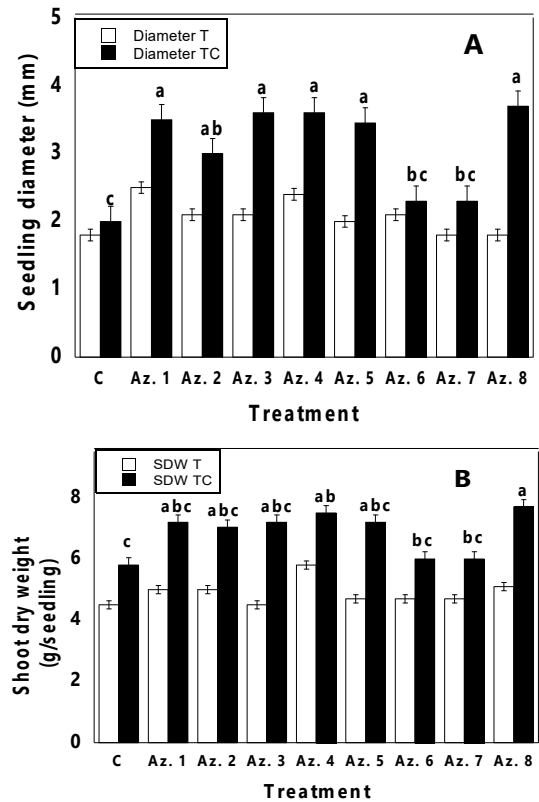 Diameter T
Diameter TC
A
Seedling diameter (mm)
5
4
3
2
1
0
c
a
ab
a
a
a
bc
bc
a
C Az. 1 Az. 2 Az. 3 Az. 4 Az. 5 Az. 6 Az. 7 Az. 8
Treatment
SDW T
SDW TC
B
Shoot dry weight
(g/seedling)
8
6
4
2
0
c
abc
abc
abc
ab
abc
bc
bc
a
C Az. 1 Az. 2 Az. 3 Az. 4 Az. 5 Az. 6 Az. 7 Az. 8
Treatment